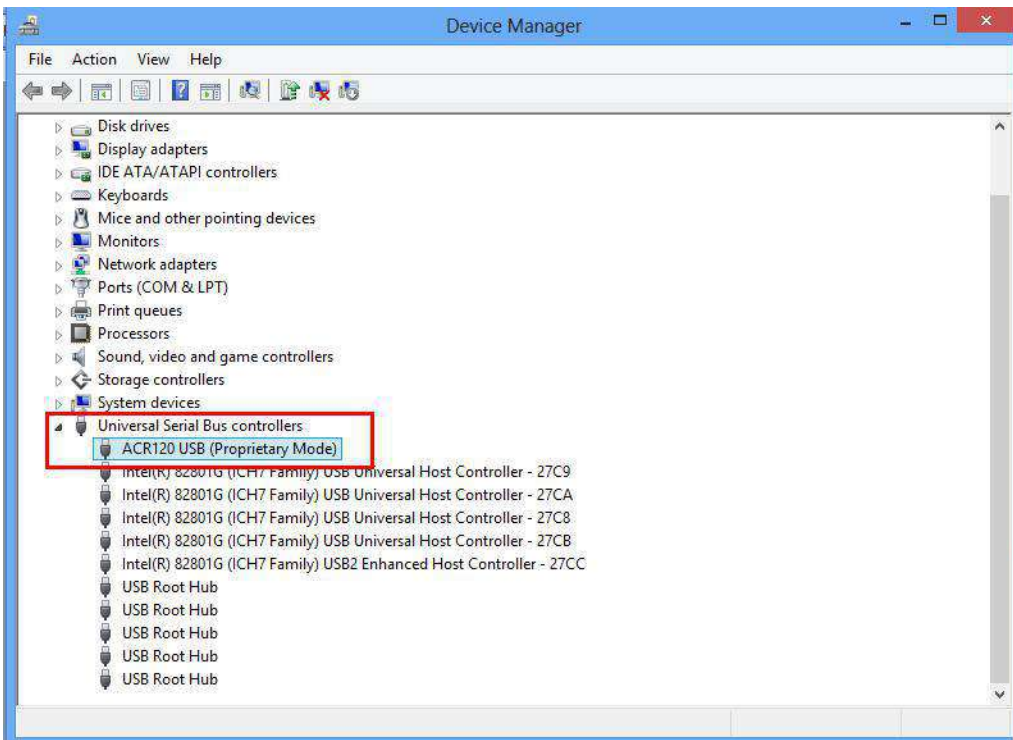 Device Manager
File Action View Help
Disk drives
Display adapters
IDE ATA/ATAPI controllers
Keyboards
Mice and other pointing devices
Monitors
Network adapters
Ports (COM & LPT)
Print queues
Processors
Sound, video and game controllers
Storage controllers
System devices
Universal Serial Bus controllers
ACR120 USB (Proprietary Mode)
Intel(R) 82801G (ICH7 Family) USB Universal Host Controller - 27C9
Intel(R) 82801G (ICH7 Family) USB Universal Host Controller - 27CA
Intel(R) 82801G (ICH7 Family) USB Universal Host Controller - 27C8
Intel(R) 82801G (ICH7 Family) USB Universal Host Controller - 27CB
Intel(R) 82801G (ICH7 Family) USB2 Enhanced Host Controller - 27CC
USB Root Hub
USB Root Hub
USB Root Hub
USB Root Hub
USB Root Hub